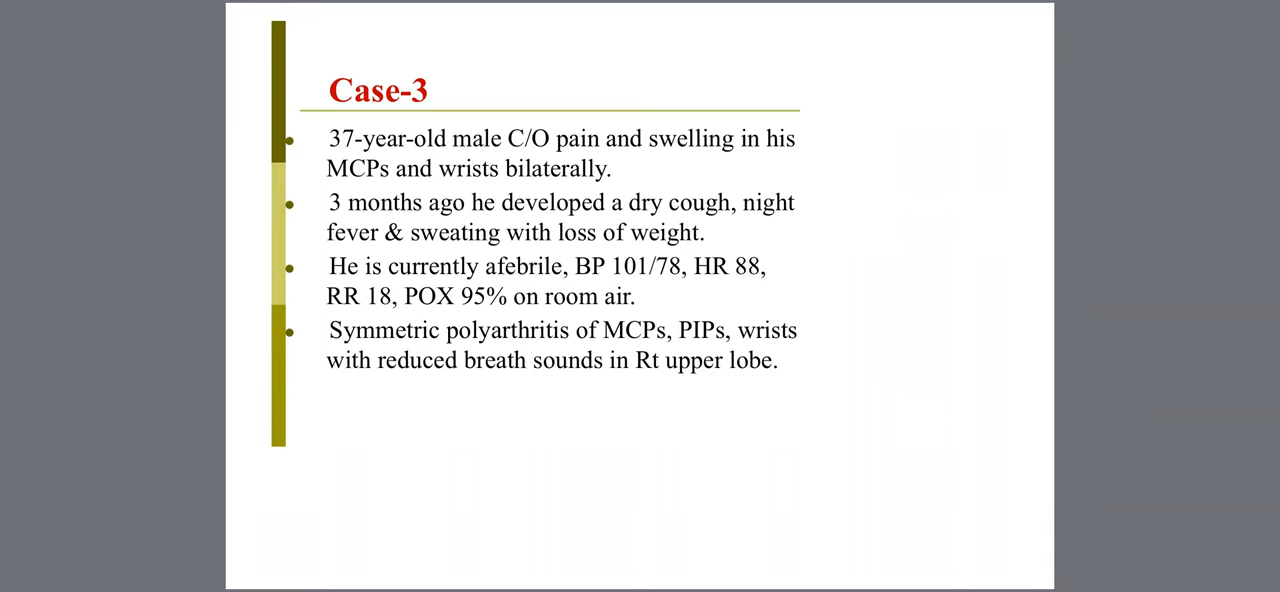 Case-3
37-year-old male C/O pain and swelling in his
MCPs and wrists bilaterally.
3 months ago he developed a dry cough, night
fever & sweating with loss of weight.
He is currently afebrile, BP 101/78, HR 88,
RR 18, POX 95% on room air.
Symmetric polyarthritis of MCPs, PIPs, wrists
with reduced breath sounds in Rt upper lobe.